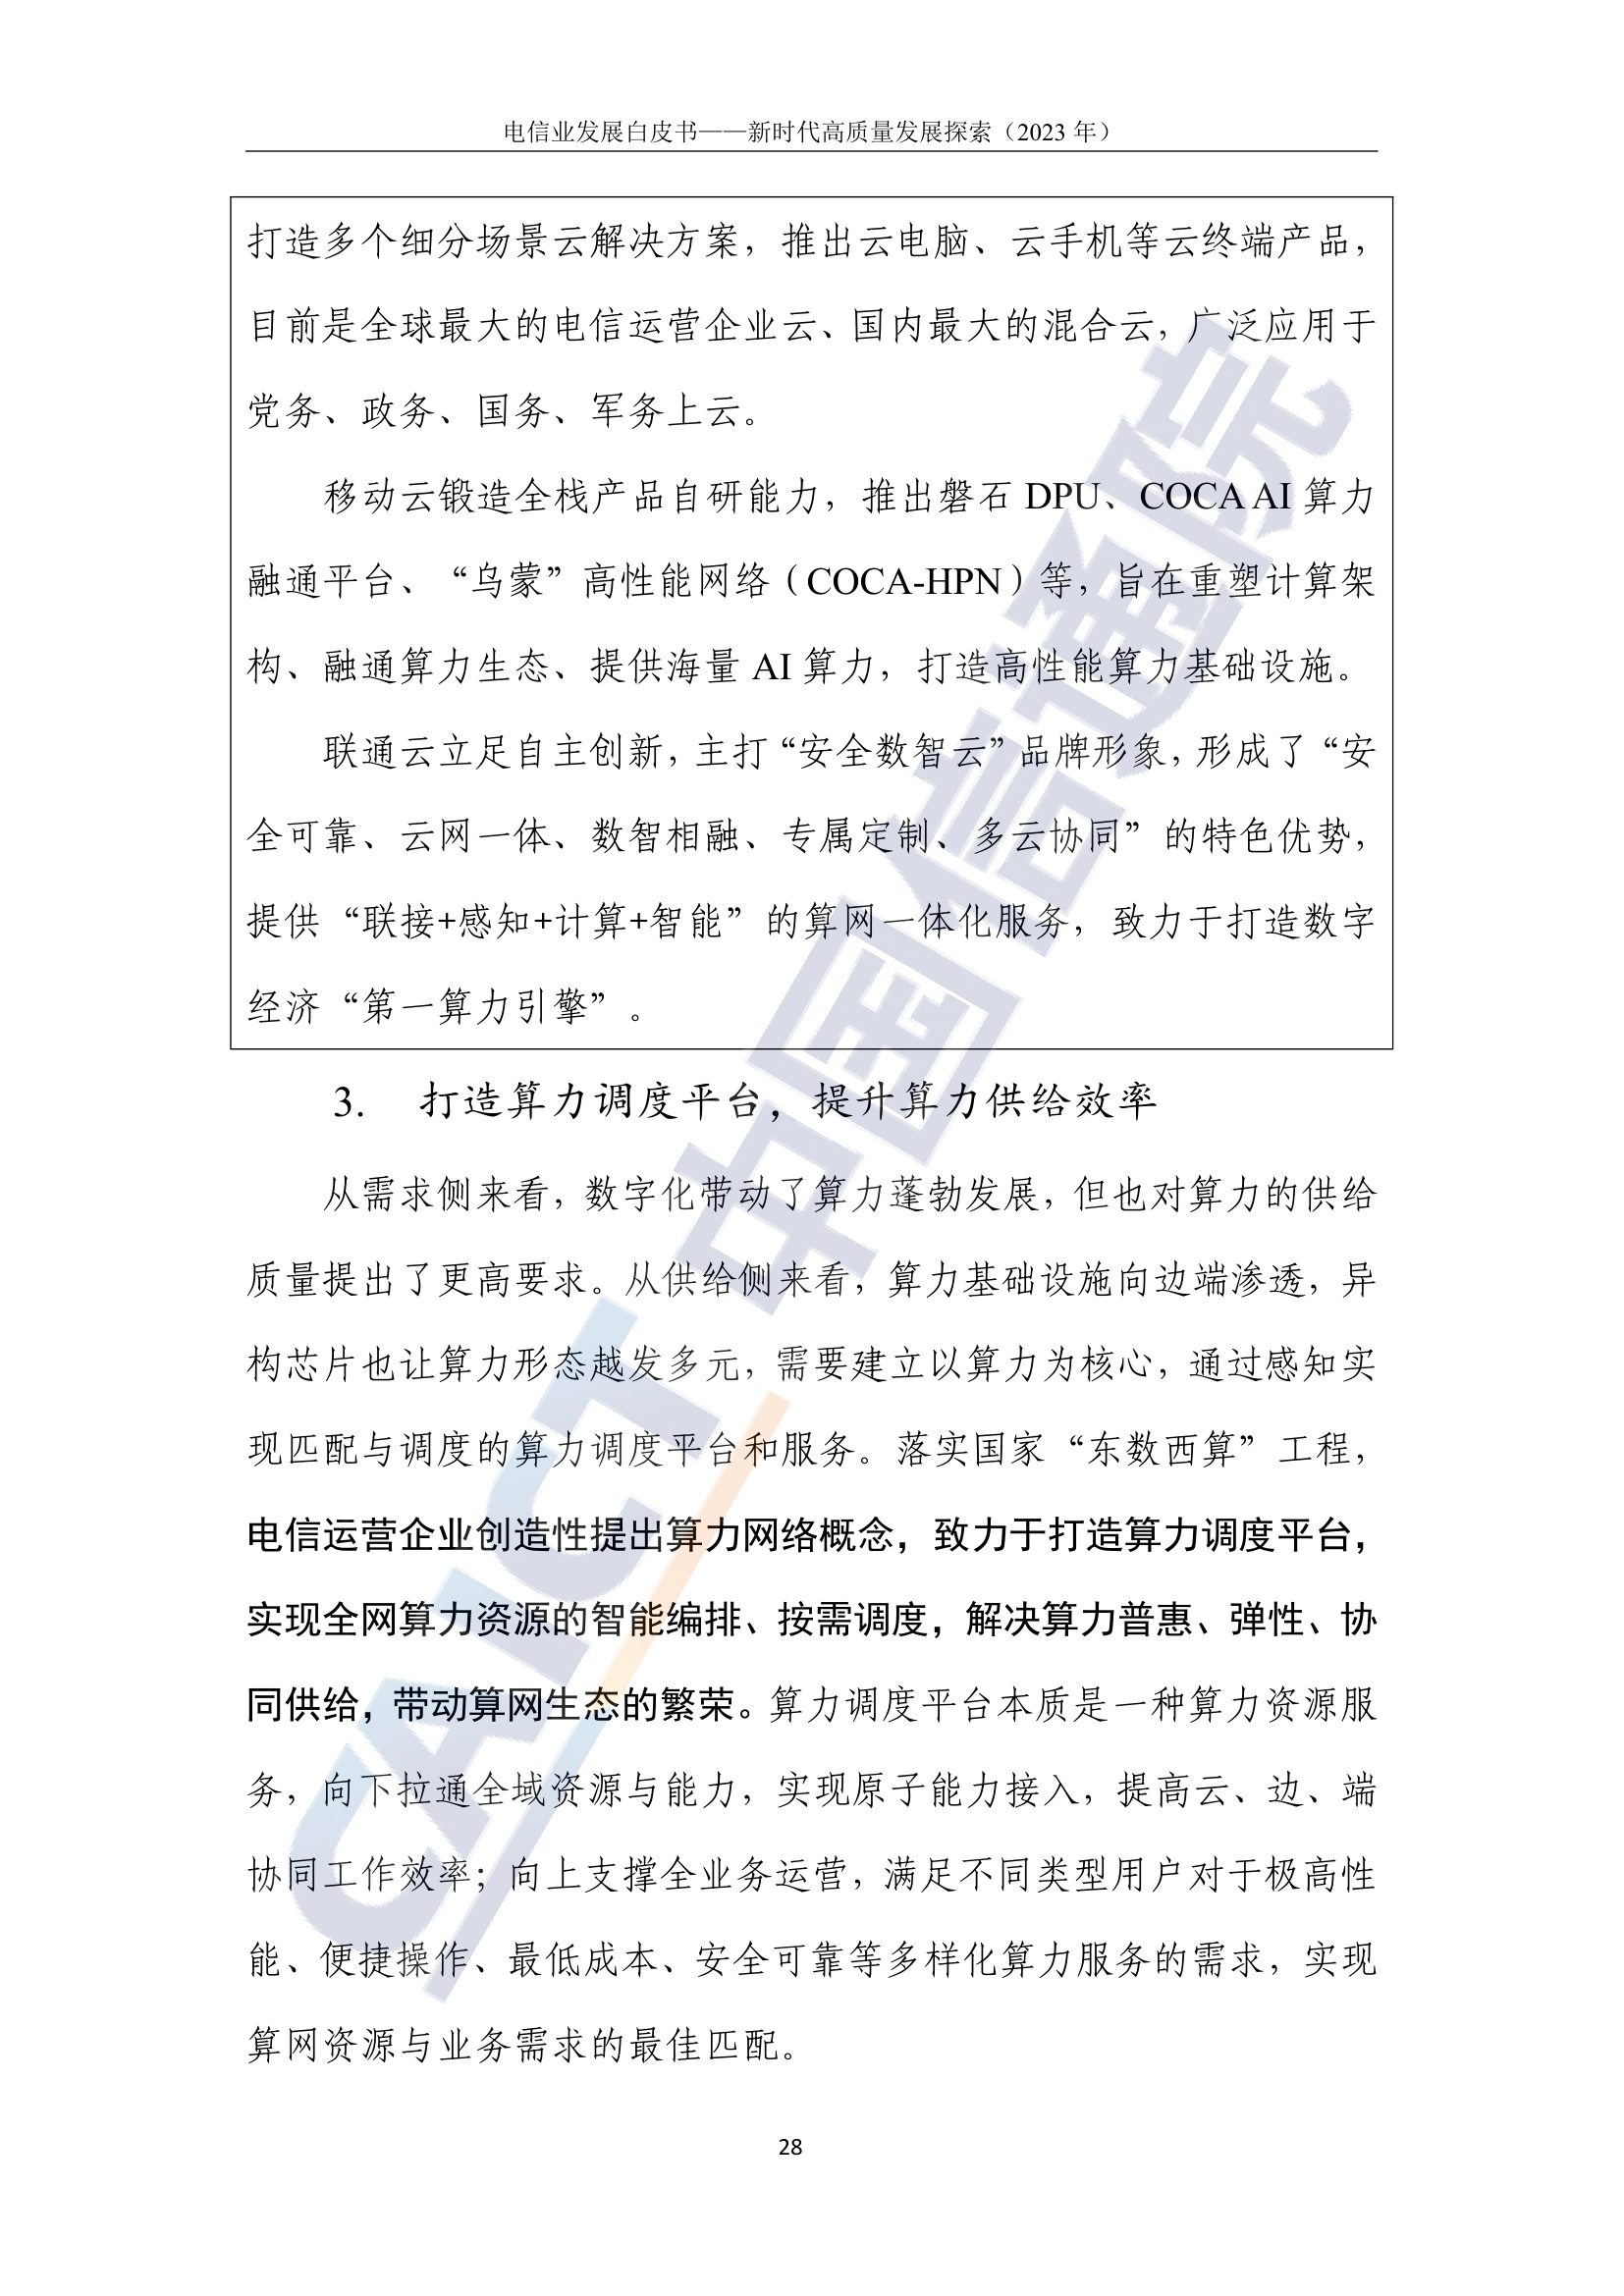 电信业发展白皮书——新时代高质量发展探索（2023 年）
打造多个细分场景云解决方案，推出云电脑、云手机等云终端产品，
目前是全球最大的电信运营企业云、国内最大的混合云，广泛应用于
党务、政务、国务、军务上云。
移动云锻造全栈产品自研能力，推出磐石 DPU、COCA AI 算力
融通平台、“乌蒙”高性能网络（COCA-HPN）等，旨在重塑计算架
构、融通算力生态、提供海量 AI 算力，打造高性能算力基础设施。
联通云立足自主创新，主打“安全数智云”品牌形象，形成了“安
全可靠、云网一体、数智相融、专属定制、多云协同”的特色优势，
提供“联接+感知+计算+智能”的算网一体化服务，致力于打造数字
经济“第一算力引擎”。
3. 打造算力调度平台，提升算力供给效率
从需求侧来看，数字化带动了算力蓬勃发展，但也对算力的供给
质量提出了更高要求。从供给侧来看，算力基础设施向边端渗透，异
构芯片也让算力形态越发多元，需要建立以算力为核心，通过感知实
现匹配与调度的算力调度平台和服务。落实国家“东数西算”工程，
电信运营企业创造性提出算力网络概念，致力于打造算力调度平台，
实现全网算力资源的智能编排、按需调度，解决算力普惠、弹性、协
同供给，带动算网生态的繁荣。算力调度平台本质是一种算力资源服
务，向下拉通全域资源与能力，实现原子能力接入，提高云、边、端
协同工作效率；向上支撑全业务运营，满足不同类型用户对于极高性
能、便捷操作、最低成本、安全可靠等多样化算力服务的需求，实现
算网资源与业务需求的最佳匹配。
28
CAICT 中国信通院